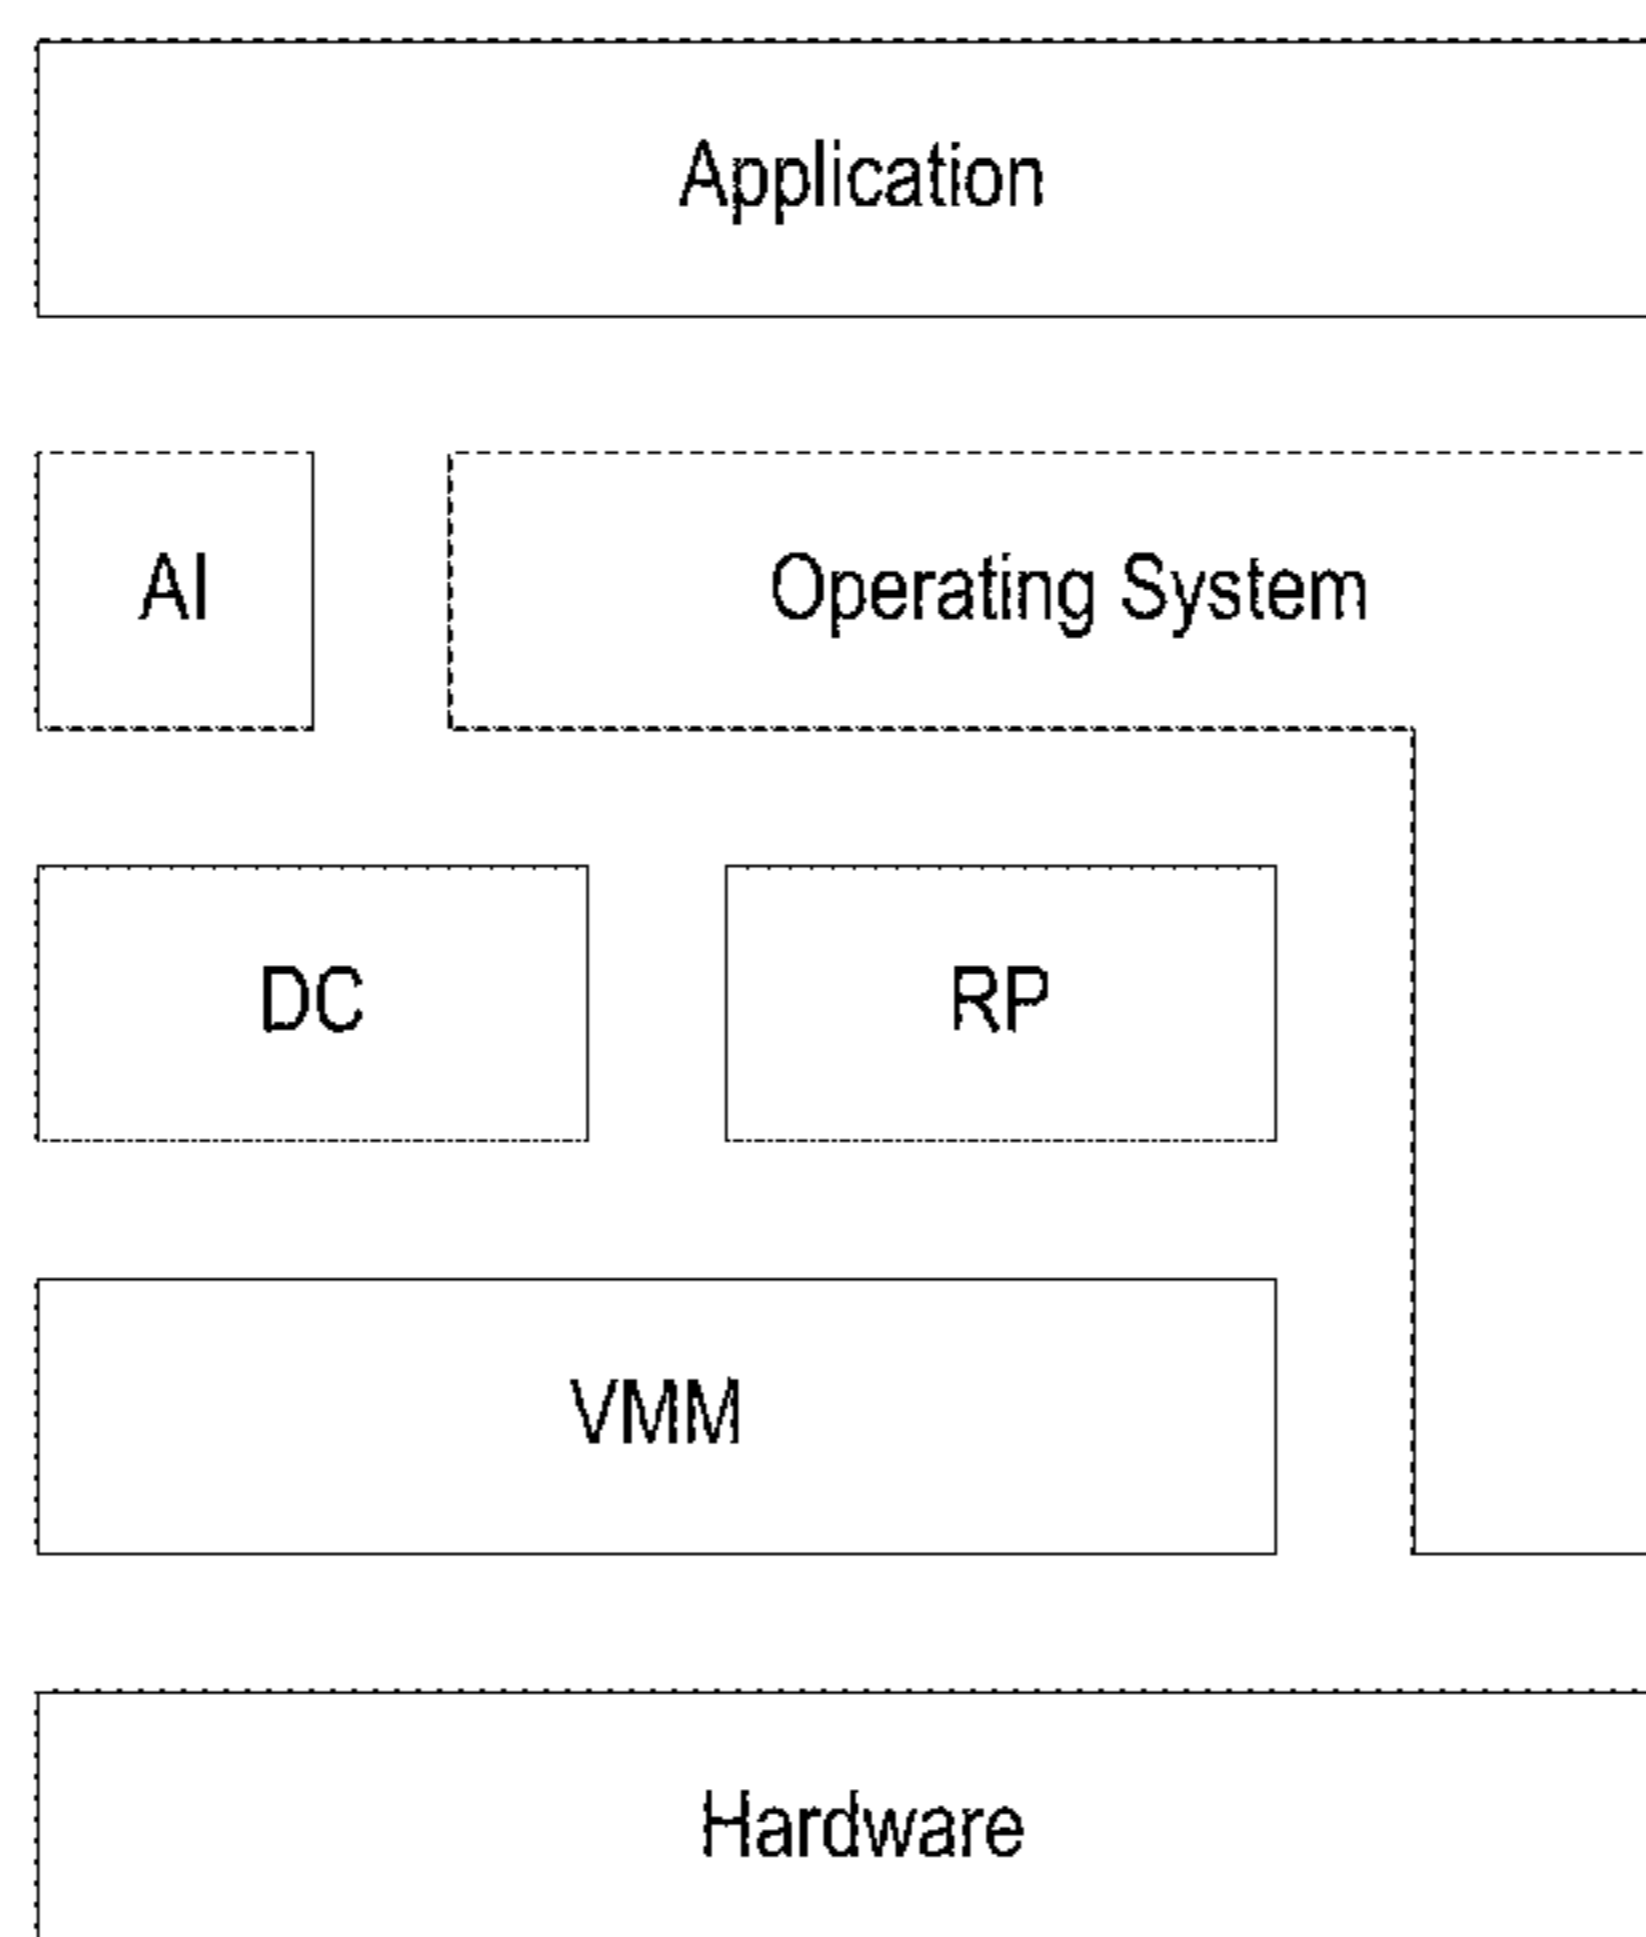 Application
AI
Operating System
DC
RP
VMM
Hardware